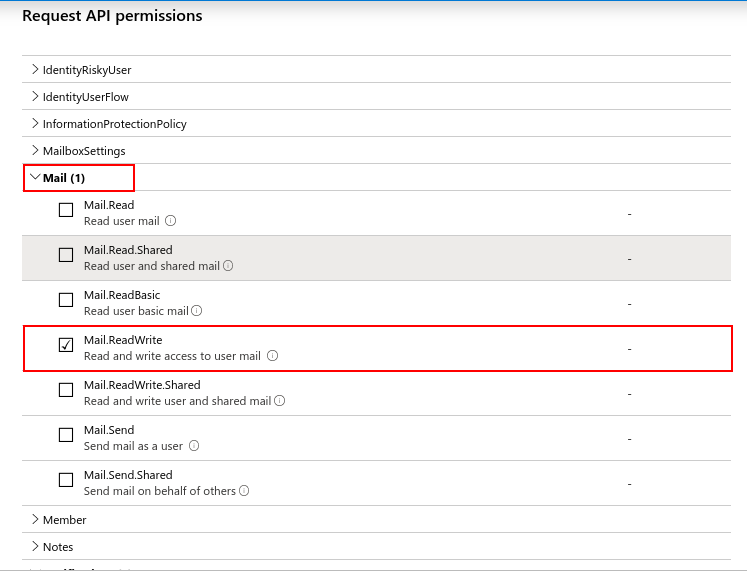 Request API permissions
IdentityRiskyUser
IdentityUserFlow
InformationProtectionPolicy
MailboxSettings
Mail (1)
Mail.Read
Read user mail
-
Mail.Read.Shared
Read user and shared mail
-
Mail.ReadBasic
Read user basic mail
-
Mail.ReadWrite
Read and write access to user mail
-
Mail.ReadWrite.Shared
Read and write user and shared mail
-
Mail.Send
Send mail as a user
-
Mail.Send.Shared
Send mail on behalf of others
-
Member
Notes